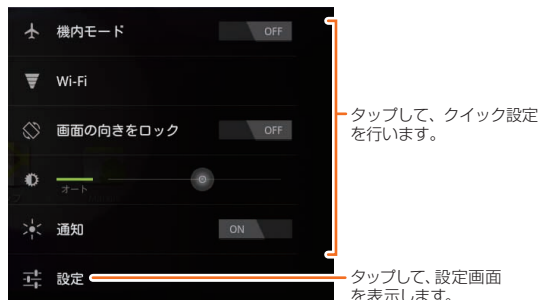 機内モード OFF
Wi-Fi
画面の向きをロック OFF
タップして、クイック設定
を行います。
オート
通知 ON
設定
タップして、設定画面
を表示します。